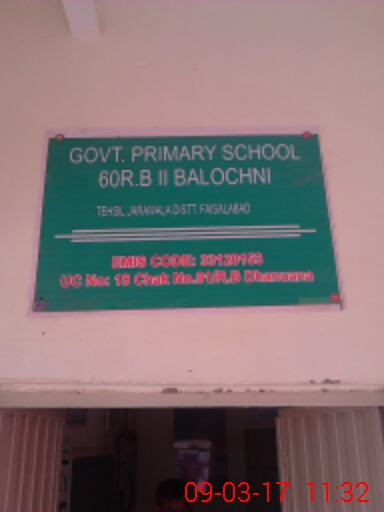 GOVT. PRIMARY SCHOOL
60R.B II BALOCHNI
TEHSIL JARANWALA DISTT. FAISALABAD
EMIS CODE:
UC No: 18 Chak No.91/R.B
09-03-17 11:32